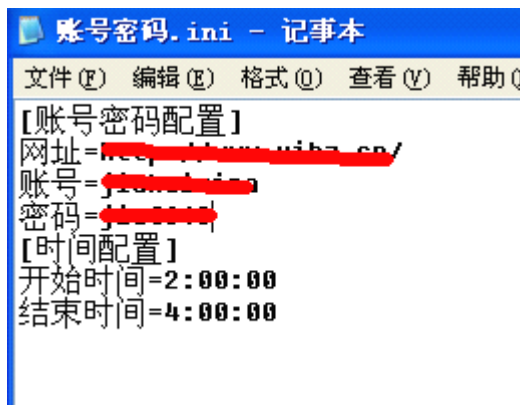 账号密码.ini - 记事本
文件(F) 编辑(E) 格式(O) 查看(V) 帮助(
[账号密码配置]
网址=
账号=
密码=
[时间配置]
开始时间=2:00:00
结束时间=4:00:00